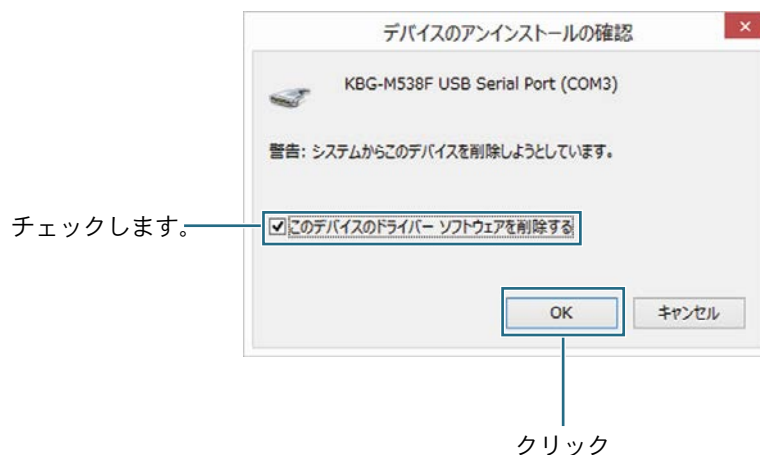 デバイスのアンインストールの確認
KBG-M538F USB Serial Port (COM3)
警告: システムからこのデバイスを削除しようとしています。
チェックします。
このデバイスのドライバー ソフトウェアを削除する
OK
キャンセル
クリック